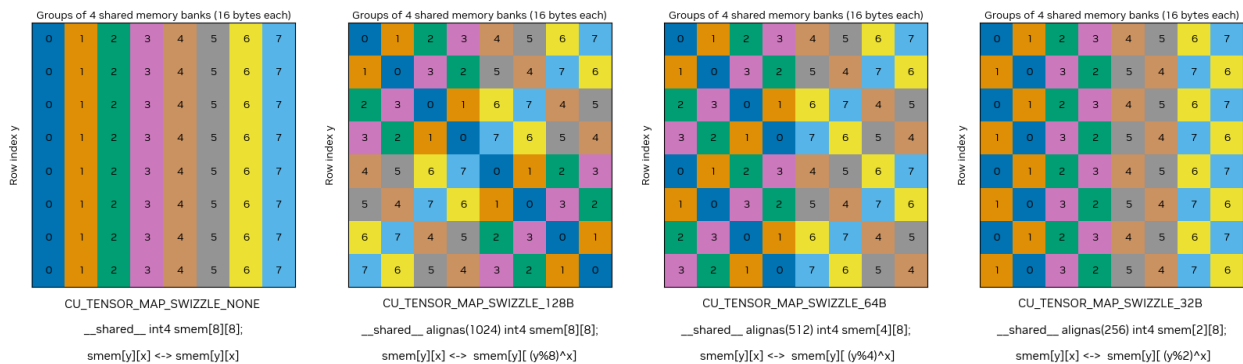 Groups of 4 shared memory banks (16 bytes each)
Row index y
0 1 2 3 4 5 6 7
0 1 2 3 4 5 6 7
0 1 2 3 4 5 6 7
0 1 2 3 4 5 6 7
0 1 2 3 4 5 6 7
0 1 2 3 4 5 6 7
0 1 2 3 4 5 6 7
0 1 2 3 4 5 6 7
CU_TENSOR_MAP_SWIZZLE_NONE
__shared__ int4 smem[8][8];
smem[y][x] <-> smem[y][x]
Groups of 4 shared memory banks (16 bytes each)
Row index y
0 1 2 3 4 5 6 7
1 0 3 2 5 4 7 6
2 3 0 1 6 7 4 5
3 2 1 0 7 6 5 4
4 5 6 7 0 1 2 3
5 4 7 6 1 0 3 2
6 7 4 5 2 3 0 1
7 6 5 4 3 2 1 0
CU_TENSOR_MAP_SWIZZLE_128B
__shared__ alignas(1024) int4 smem[8][8];
smem[y][x] <-> smem[y][ (y%8)^x]
Groups of 4 shared memory banks (16 bytes each)
Row index y
0 1 2 3 4 5 6 7
1 0 3 2 5 4 7 6
2 3 0 1 6 7 4 5
3 2 1 0 7 6 5 4
0 1 2 3 4 5 6 7
1 0 3 2 5 4 7 6
2 3 0 1 6 7 4 5
3 2 1 0 7 6 5 4
CU_TENSOR_MAP_SWIZZLE_64B
__shared__ alignas(512) int4 smem[4][8];
smem[y][x] <-> smem[y][ (y%4)^x]
Groups of 4 shared memory banks (16 bytes each)
Row index y
0 1 2 3 4 5 6 7
1 0 3 2 5 4 7 6
0 1 2 3 4 5 6 7
1 0 3 2 5 4 7 6
0 1 2 3 4 5 6 7
1 0 3 2 5 4 7 6
0 1 2 3 4 5 6 7
1 0 3 2 5 4 7 6
CU_TENSOR_MAP_SWIZZLE_32B
__shared__ alignas(256) int4 smem[2][8];
smem[y][x] <-> smem[y][ (y%2)^x]